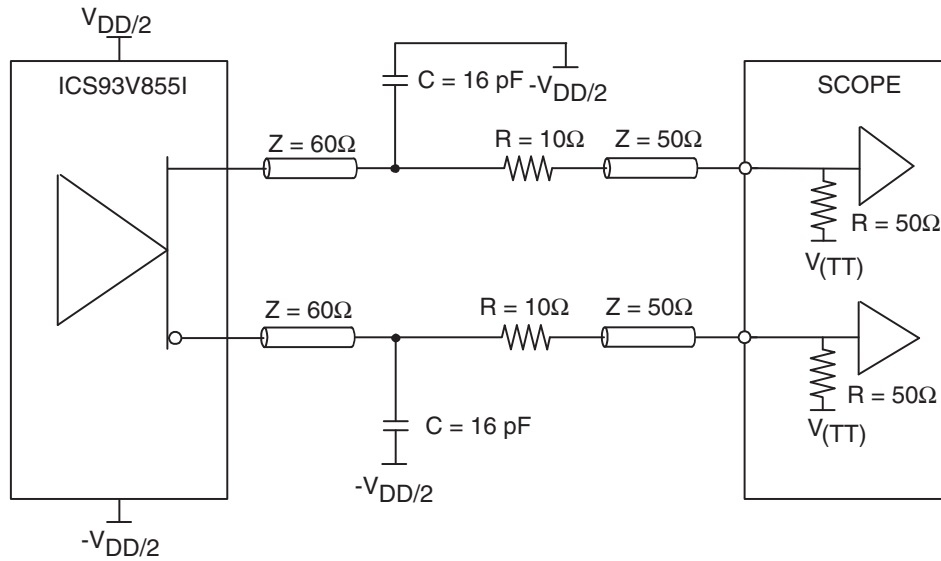 VDD/2
ICS93V855I
C = 16 pF
-VDD/2
SCOPE
Z = 60Ω
R = 10Ω
Z = 50Ω
R = 50Ω
V(TT)
Z = 60Ω
R = 10Ω
Z = 50Ω
R = 50Ω
V(TT)
C = 16 pF
-VDD/2
-VDD/2